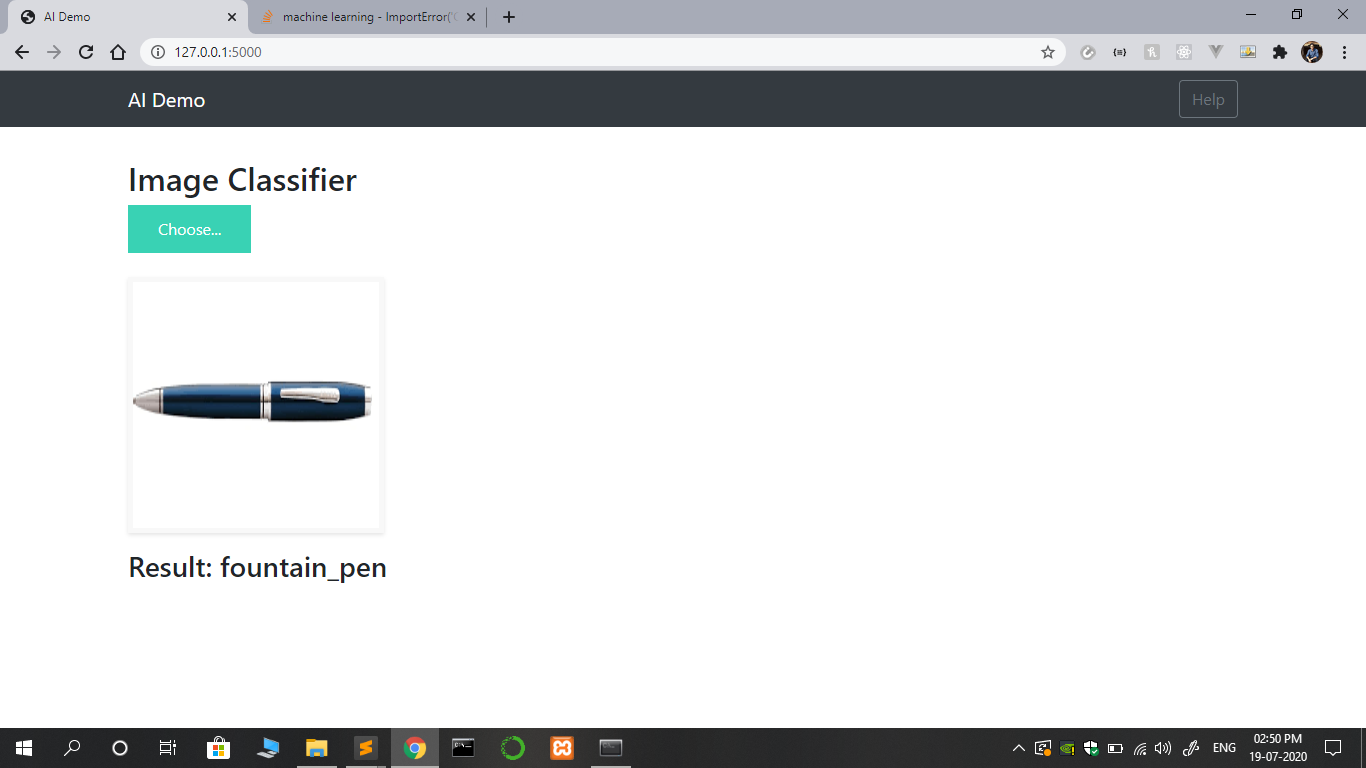 AI Demo
machine learning - ImportError('C
127.0.0.1:5000
AI Demo
Help
Image Classifier
Choose...
Result: fountain_pen
ENG
02:50 PM
19-07-2020